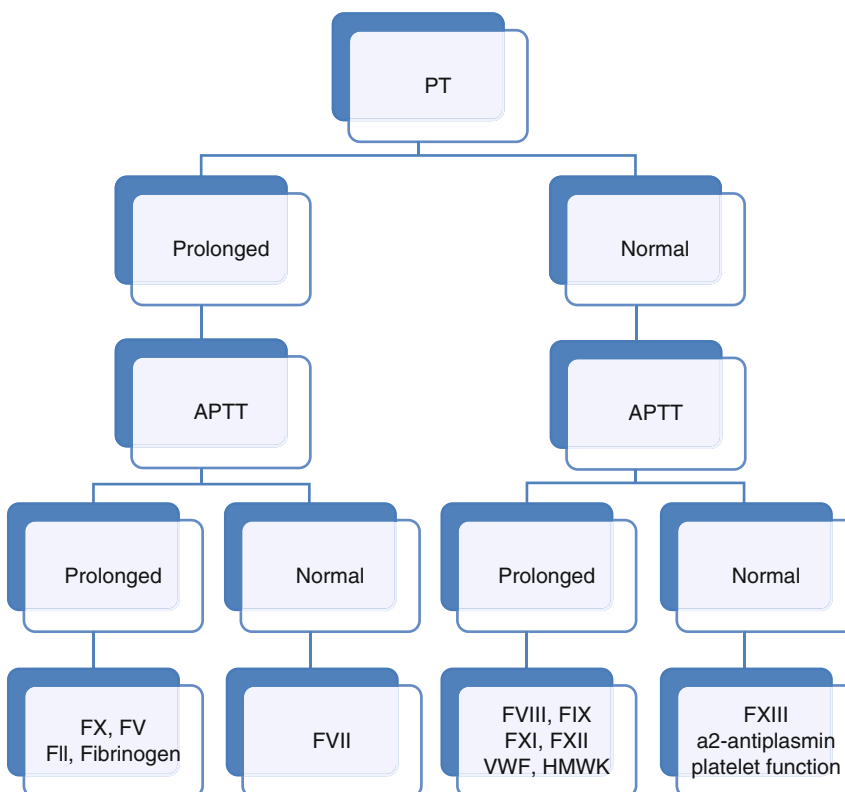 PT
Prolonged
Normal
APTT
APTT
Prolonged
Normal
Prolonged
Normal
FX, FV
FII, Fibrinogen
FVII
FVIII, FIX
FXI, FXII
VWF, HMWK
FXIII
a2-antiplasmin
platelet function